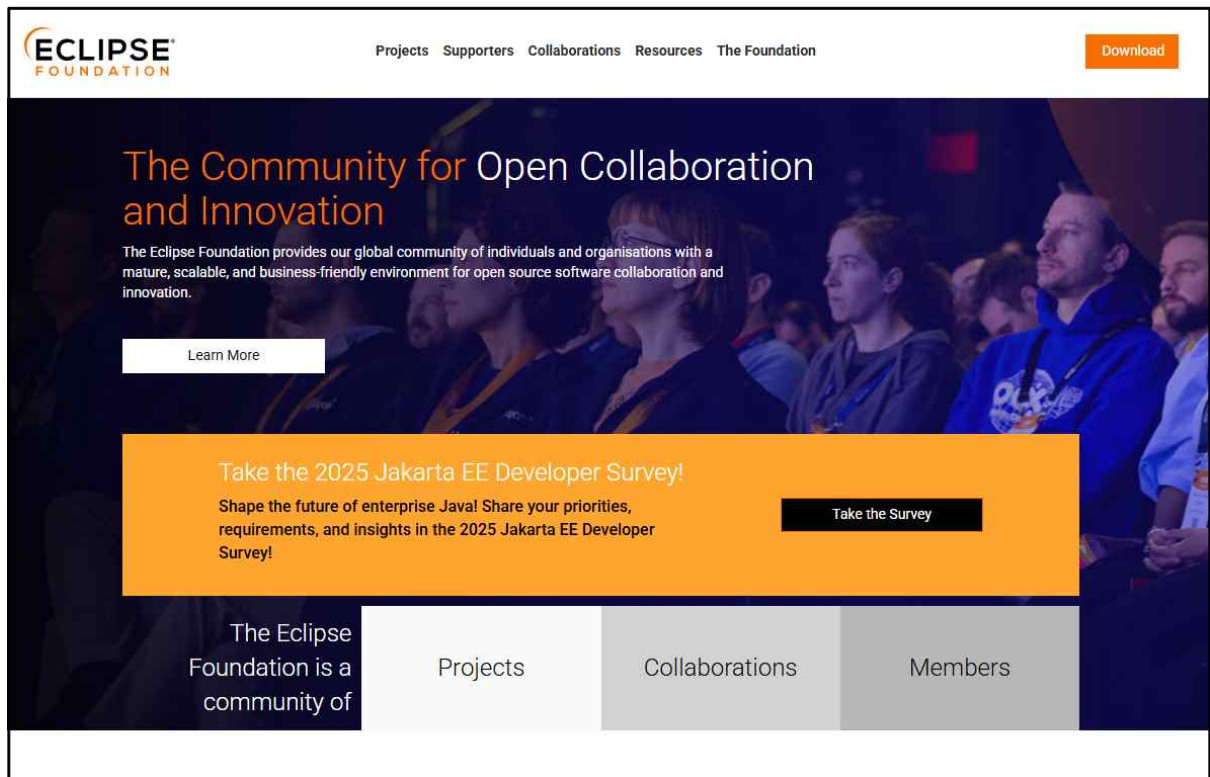 ECLIPSE
FOUNDATION
Projects Supporters Collaborations Resources The Foundation
Download
The Community for Open Collaboration
and Innovation
The Eclipse Foundation provides our global community of individuals and organisations with a
mature, scalable, and business-friendly environment for open source software collaboration and
innovation.
Learn More
Take the 2025 Jakarta EE Developer Survey!
Shape the future of enterprise Java! Share your priorities,
requirements, and insights in the 2025 Jakarta EE Developer
Survey!
Take the Survey
The Eclipse
Foundation is a
community of
Projects
Collaborations
Members